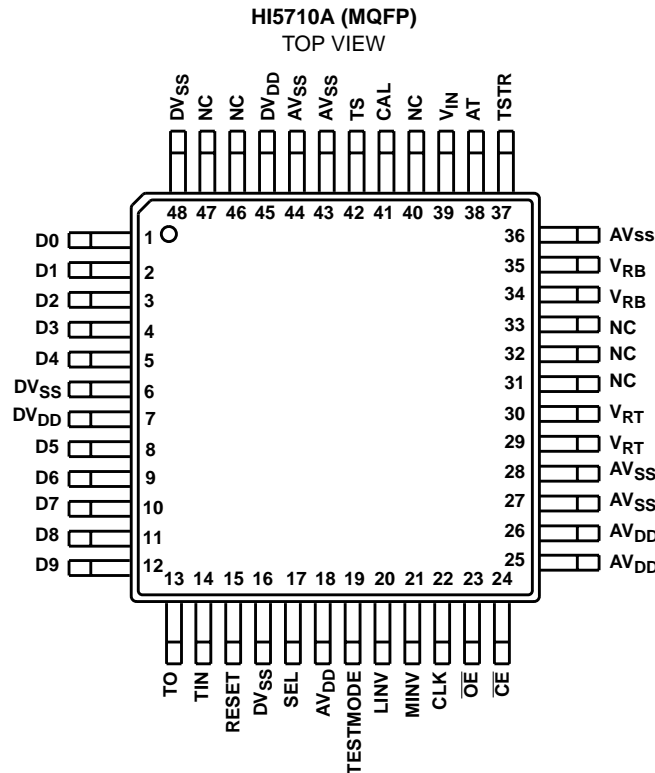 HI5710A (MQFP)
TOP VIEW
DVSS NC NC DVDD AVSS AVSS TS CAL NC VIN AT TSTR
48 47 46 45 44 43 42 41 40 39 38 37
D0 1
D1 2
D2 3
D3 4
D4 5
DVSS 6
DVDD 7
D5 8
D6 9
D7 10
D8 11
D9 12
36 AVss
35 VRB
34 VRB
33 NC
32 NC
31 NC
30 VRT
29 VRT
28 AVSS
27 AVSS
26 AVDD
25 AVDD
13 14 15 16 17 18 19 20 21 22 23 24
TO TIN RESET DVSS SEL AVDD TESTMODE LINV MINV CLK OE CE